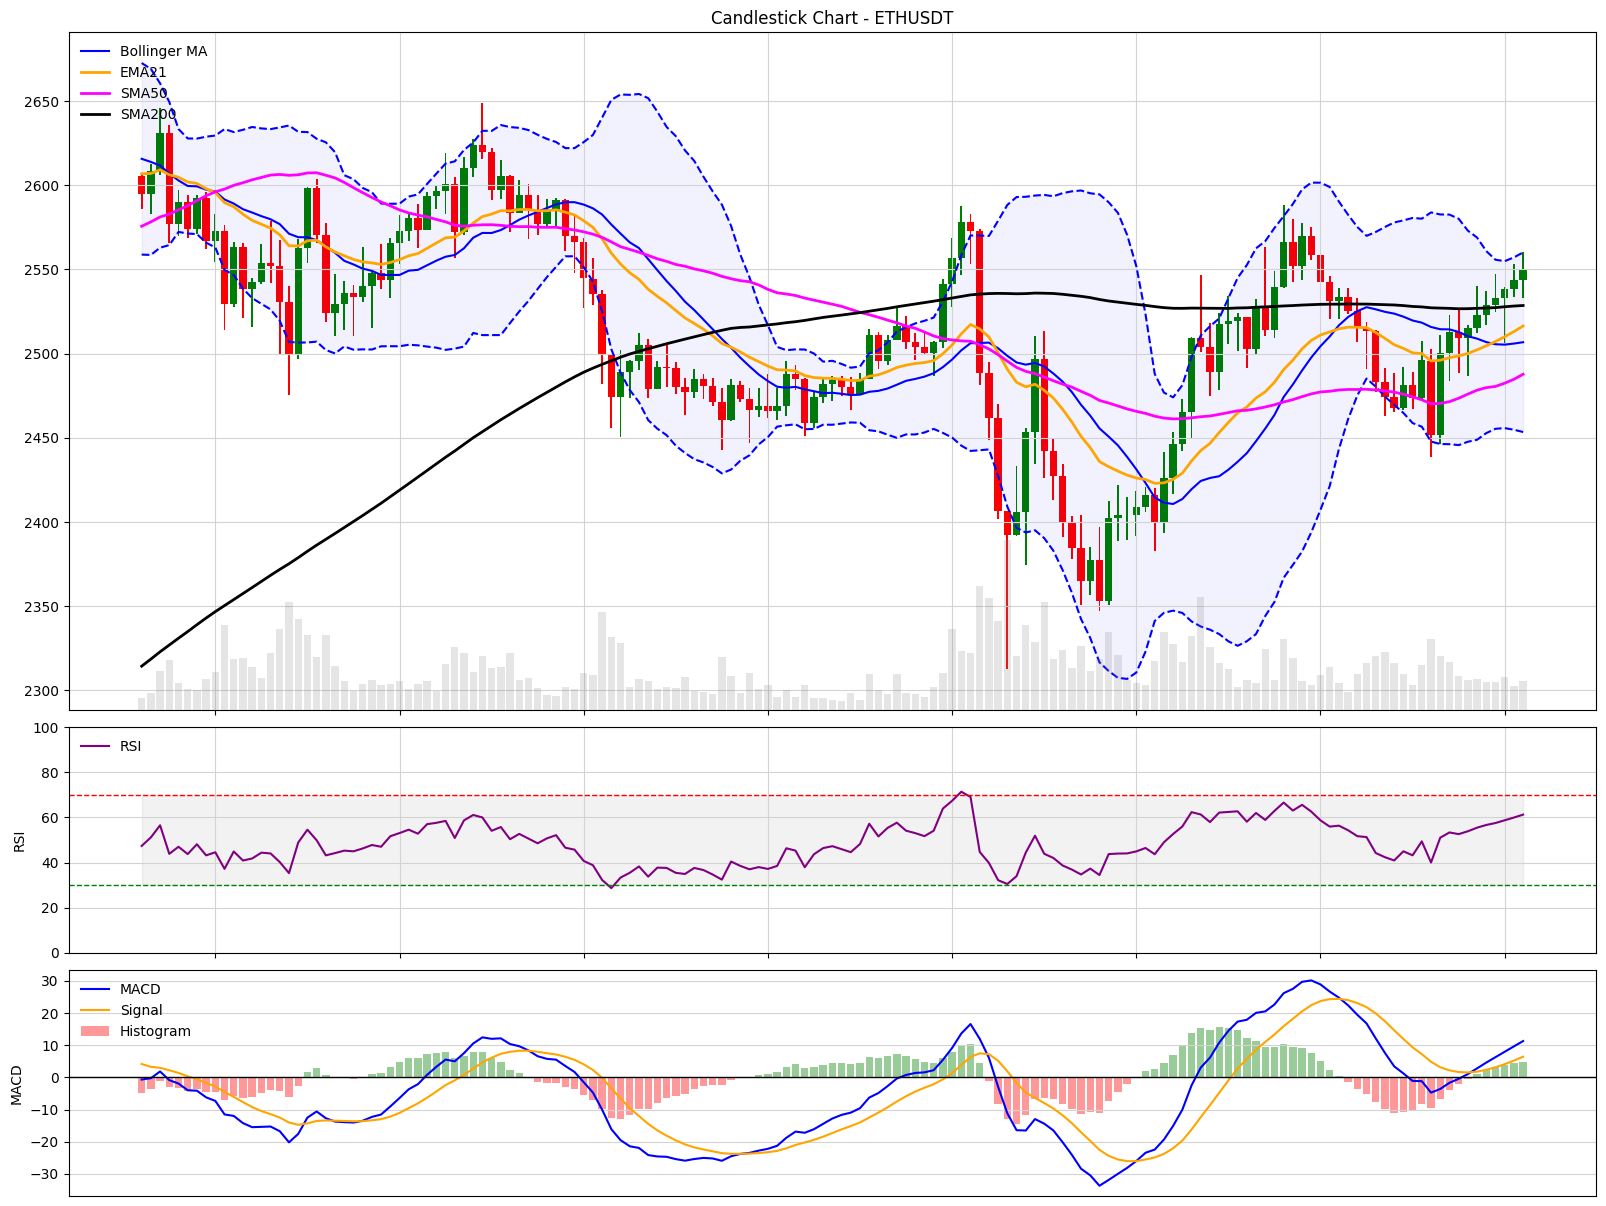 Candlestick Chart - ETHUSDT
Bollinger MA
EMA21
SMA50
SMA200
2650
2600
2550
2500
2450
2400
2350
2300
RSI
100
80
60
40
20
0
RSI
MACD
Signal
Histogram
30
20
10
0
−10
−20
−30
MACD